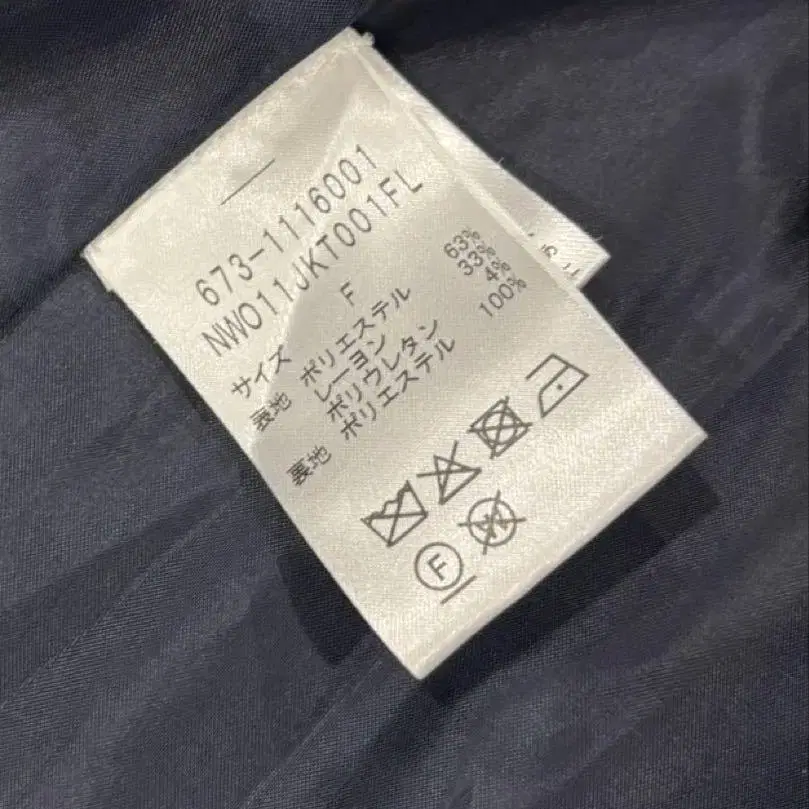 673-1116001
NWO11JKT001FL
サイズ F
表地 ポリエステル 63%
レーヨン 33%
ポリウレタン 4%
裏地 ポリエステル 100%
F
W